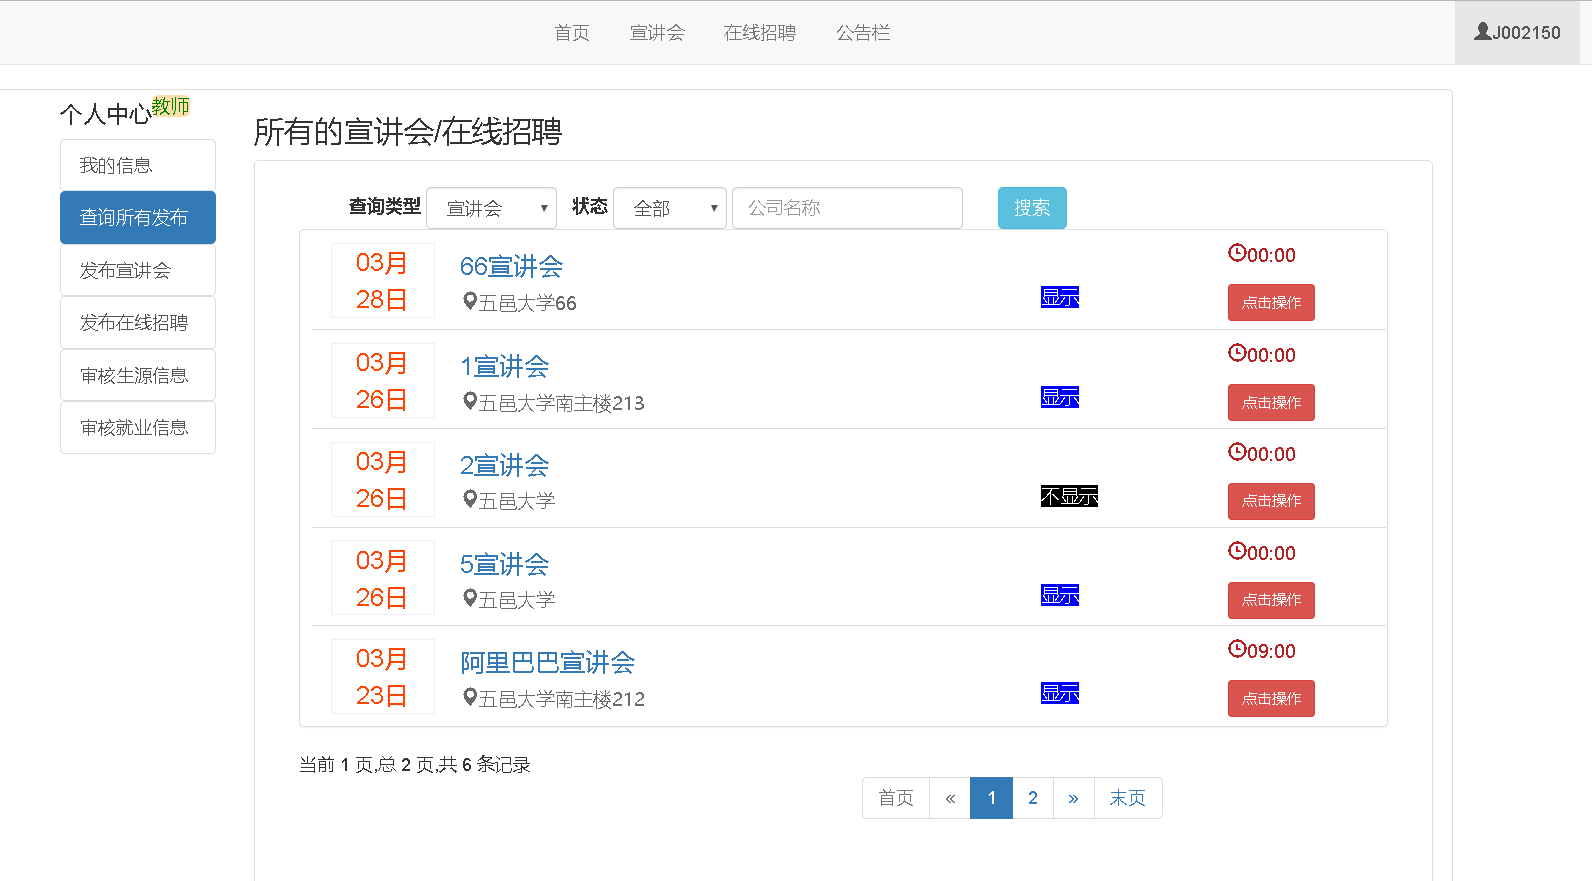 首页 宣讲会 在线招聘 公告栏 J002150
个人中心教师
我的信息
查询所有发布
发布宣讲会
发布在线招聘
审核生源信息
审核就业信息
所有的宣讲会/在线招聘
查询类型 宣讲会 状态 全部 公司名称 搜索
03月
28日
66宣讲会
五邑大学66
显示
00:00
点击操作
03月
26日
1宣讲会
五邑大学南主楼213
显示
00:00
点击操作
03月
26日
2宣讲会
五邑大学
不显示
00:00
点击操作
03月
26日
5宣讲会
五邑大学
显示
00:00
点击操作
03月
23日
阿里巴巴宣讲会
五邑大学南主楼212
显示
09:00
点击操作
当前 1 页,总 2 页,共 6 条记录
首页 « 1 2 » 末页